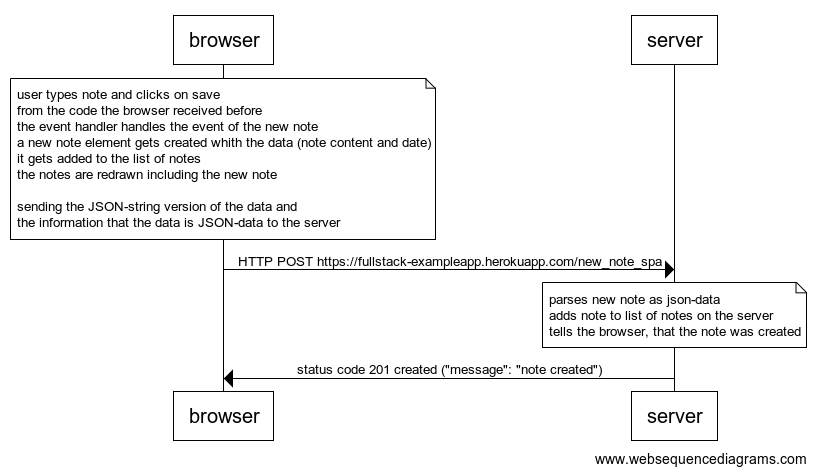 browser
server
user types note and clicks on save
from the code the browser received before
the event handler handles the event of the new note
a new note element gets created whith the data (note content and date)
it gets added to the list of notes
the notes are redrawn including the new note
sending the JSON-string version of the data and
the information that the data is JSON-data to the server
HTTP POST https://fullstack-exampleapp.herokuapp.com/new_note_spa
parses new note as json-data
adds note to list of notes on the server
tells the browser, that the note was created
status code 201 created ("message": "note created")
browser
server
www.websequencediagrams.com